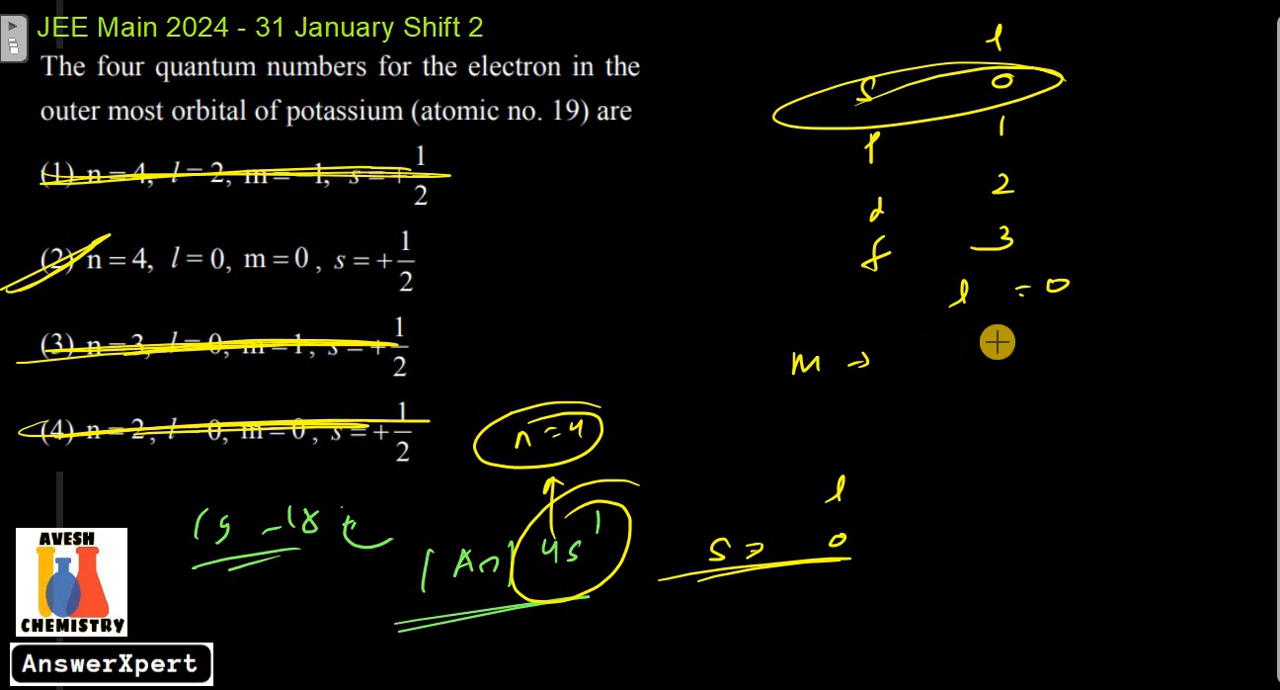 JEE Main 2024 - 31 January Shift 2
The four quantum numbers for the electron in the
outer most orbital of potassium (atomic no. 19) are
(1) n = 4, l = 2, m = -1, s = +1/2
(2) n = 4, l = 0, m = 0, s = +1/2
(3) n = 3, l = 0, m = 1, s = +1/2
(4) n = 2, l = 0, m = 0, s = +1/2
l
s 0
p 1
d 2
f 3
l = 0
m →
n = 4
l
s → 0
[Ar] 4s¹
AVESH
CHEMISTRY
AnswerXpert